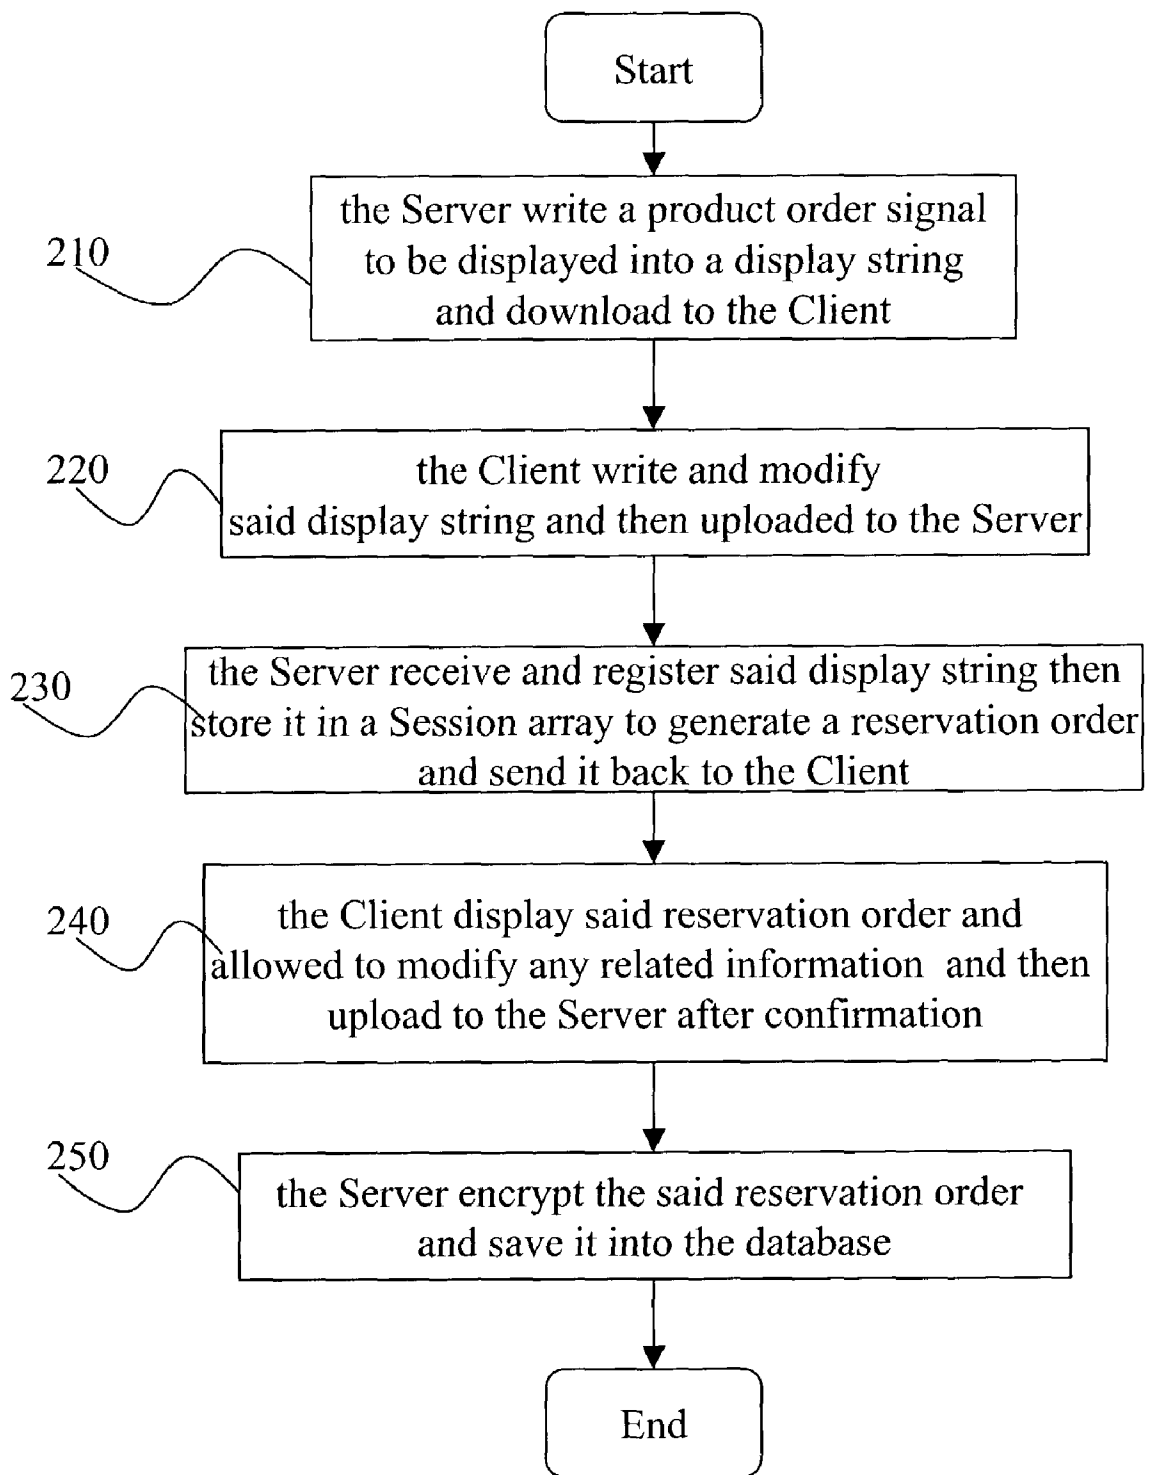 Start
210
the Server write a product order signal
to be displayed into a display string
and download to the Client
220
the Client write and modify
said display string and then uploaded to the Server
230
the Server receive and register said display string then
store it in a Session array to generate a reservation order
and send it back to the Client
240
the Client display said reservation order and
allowed to modify any related information and then
upload to the Server after confirmation
250
the Server encrypt the said reservation order
and save it into the database
End